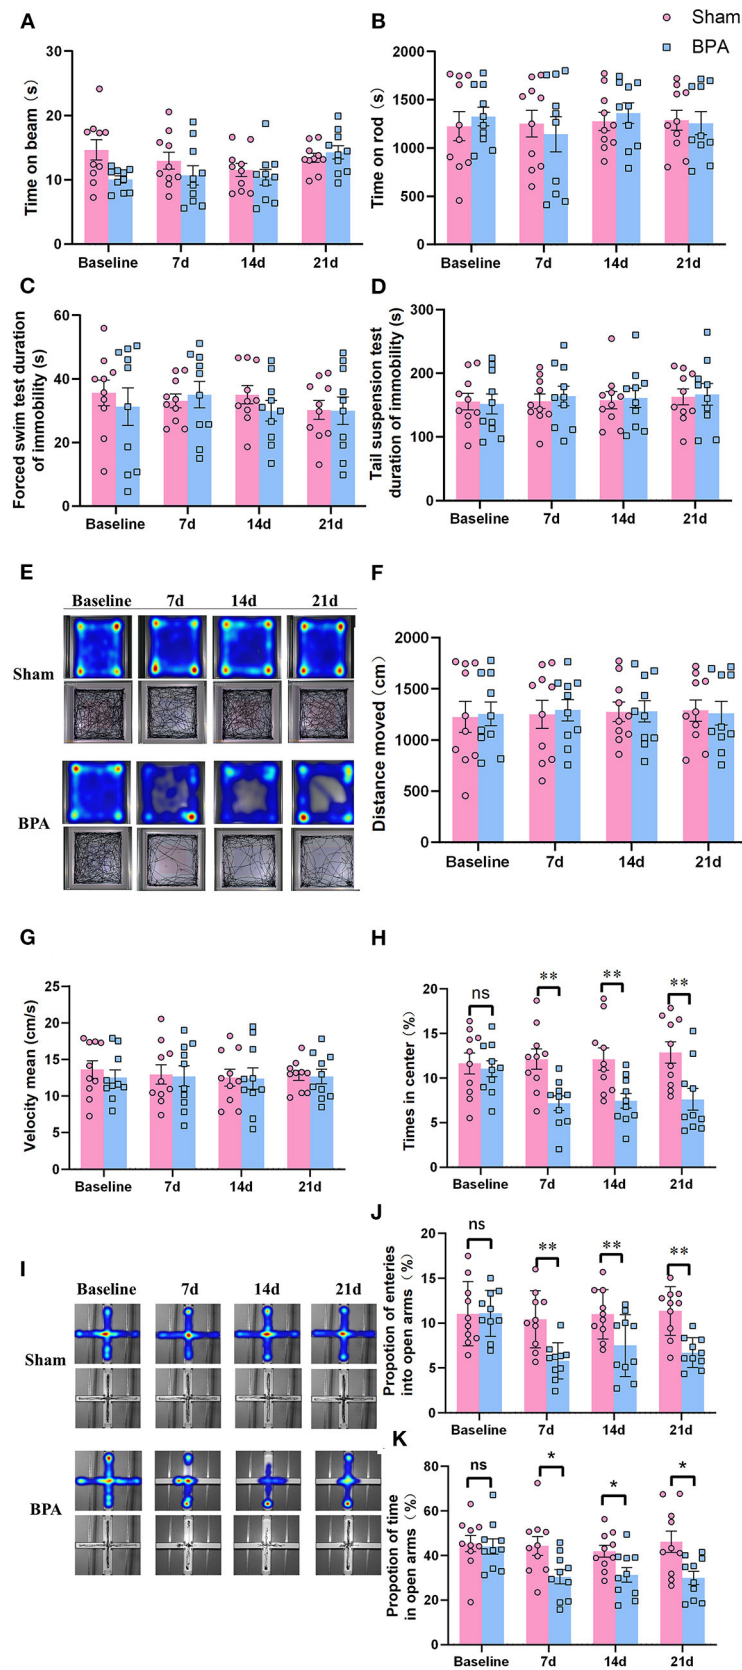 A
Time on beam (s)
30
20
10
0
Baseline 7d 14d 21d
B
Sham
BPA
Time on rod (s)
2000
1500
1000
500
0
Baseline 7d 14d 21d
C
Forced swim test duration
of immobility (s)
60
40
20
0
Baseline 7d 14d 21d
D
Tail suspension test
duration of immobility (s)
300
200
150
100
0
Baseline 7d 14d 21d
E
Baseline 7d 14d 21d
Sham
BPA
F
Distance moved (cm)
2000
1500
1000
500
0
Baseline 7d 14d 21d
G
Velocity mean (cm/s)
25
20
15
10
5
0
Baseline 7d 14d 21d
H
Times in center (%)
20
15
10
5
0
ns ** ** **
Baseline 7d 14d 21d
I
Baseline 7d 14d 21d
Sham
BPA
J
Propotion of enteries
into open arms (%)
20
15
10
5
0
ns ** ** **
Baseline 7d 14d 21d
K
Propotion of time
in open arms (%)
80
60
40
20
0
ns * * *
Baseline 7d 14d 21d